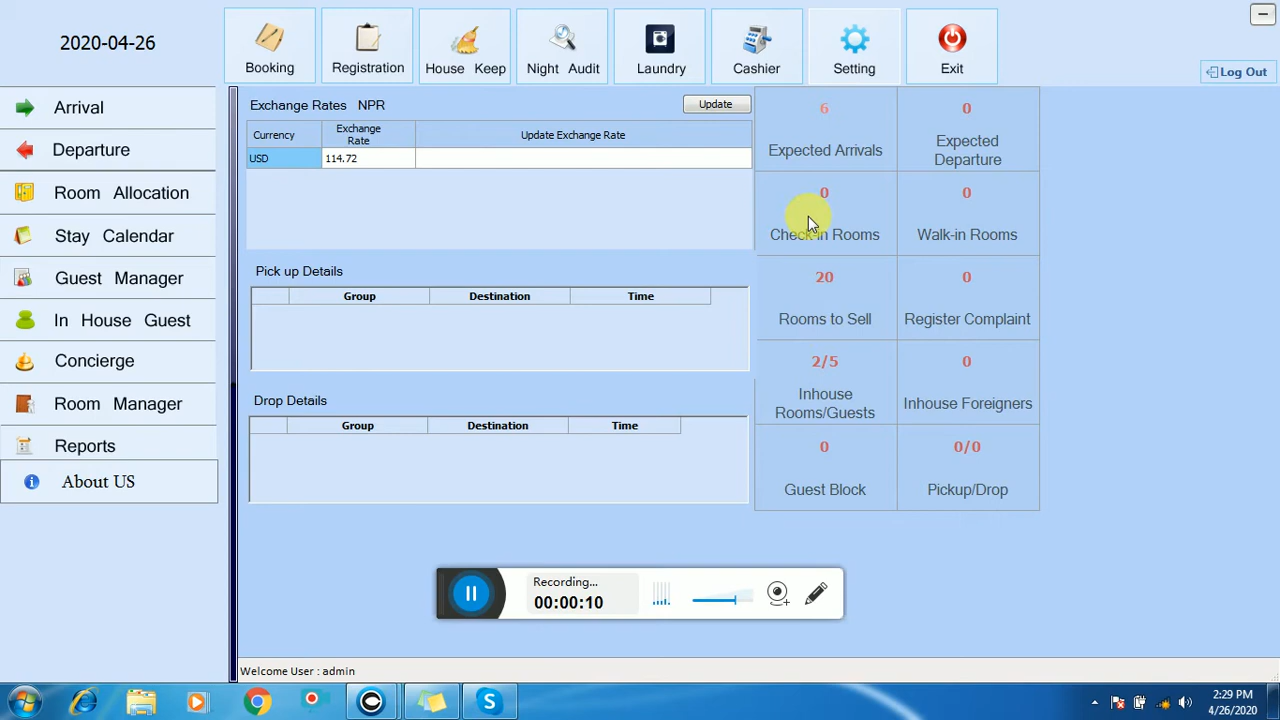 2020-04-26
Booking
Registration
House Keep
Night Audit
Laundry
Cashier
Setting
Exit
Log Out
Arrival
Departure
Room Allocation
Stay Calendar
Guest Manager
In House Guest
Concierge
Room Manager
Reports
About US
Exchange Rates NPR
Update
Currency
Exchange
Rate
Update Exchange Rate
USD
114.72
Pick up Details
Group
Destination
Time
Drop Details
Group
Destination
Time
6
Expected Arrivals
0
Expected
Departure
0
Check-in Rooms
0
Walk-in Rooms
20
Rooms to Sell
0
Register Complaint
2/5
Inhouse
Rooms/Guests
0
Inhouse Foreigners
0
Guest Block
0/0
Pickup/Drop
Recording...
00:00:10
Welcome User : admin
2:29 PM
4/26/2020